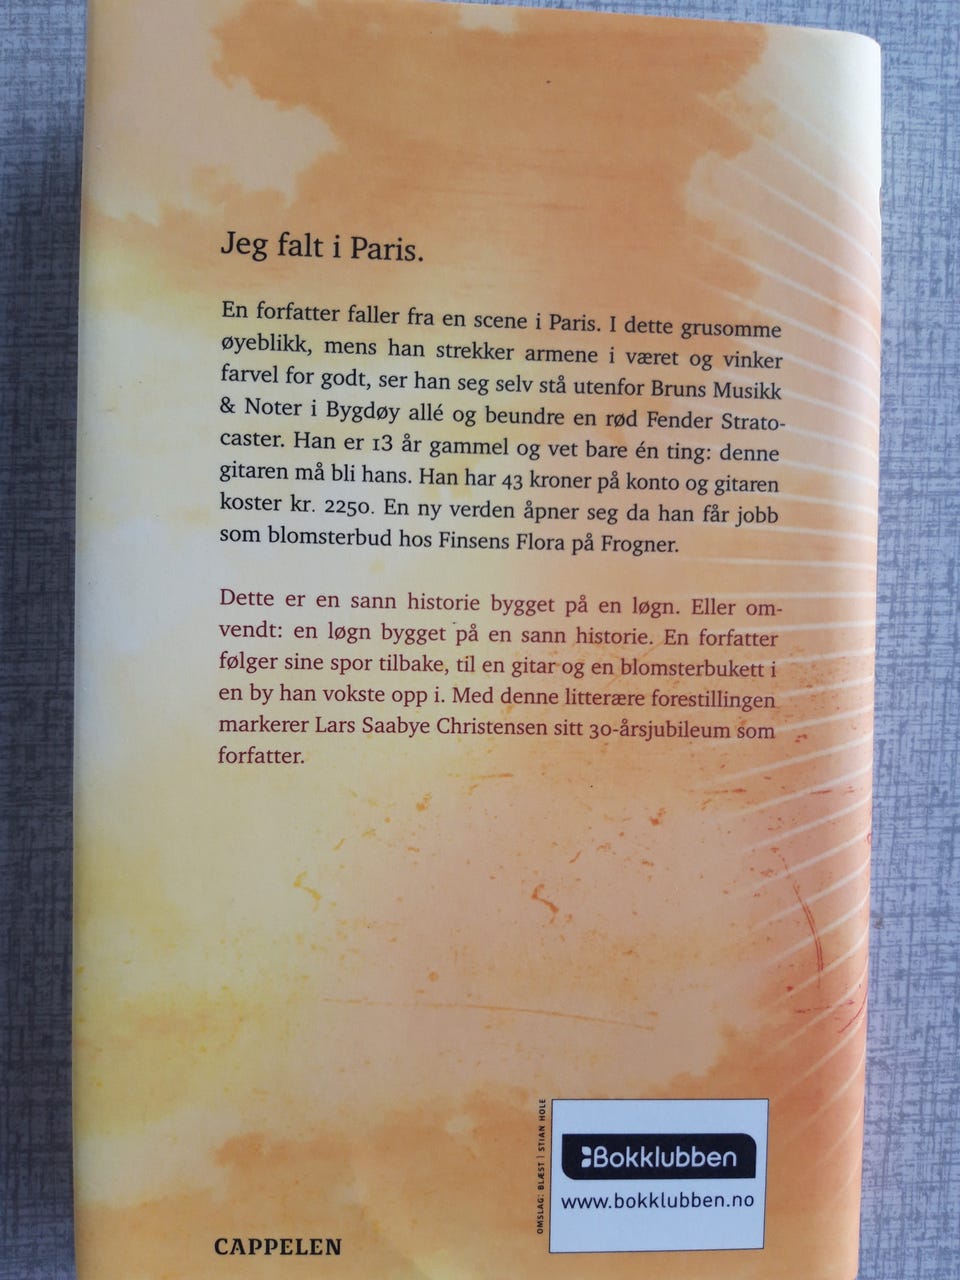 Jeg falt i Paris.
En forfatter faller fra en scene i Paris. I dette grusomme
øyeblikk, mens han strekker armene i været og vinker
farvel for godt, ser han seg selv stå utenfor Bruns Musikk
& Noter i Bygdøy allé og beundre en rød Fender Strato-
caster. Han er 13 år gammel og vet bare én ting: denne
gitaren må bli hans. Han har 43 kroner på konto og gitaren
koster kr. 2250. En ny verden åpner seg da han får jobb
som blomsterbud hos Finsens Flora på Frogner.
Dette er en sann historie bygget på en løgn. Eller om-
vendt: en løgn bygget på en sann historie. En forfatter
følger sine spor tilbake, til en gitar og en blomsterbukett i
en by han vokste opp i. Med denne litterære forestillingen
markerer Lars Saabye Christensen sitt 30-årsjubileum som
forfatter.
OMSLAG: BLÆST | STIAN HOLE
Bokklubben
www.bokklubben.no
CAPPELEN